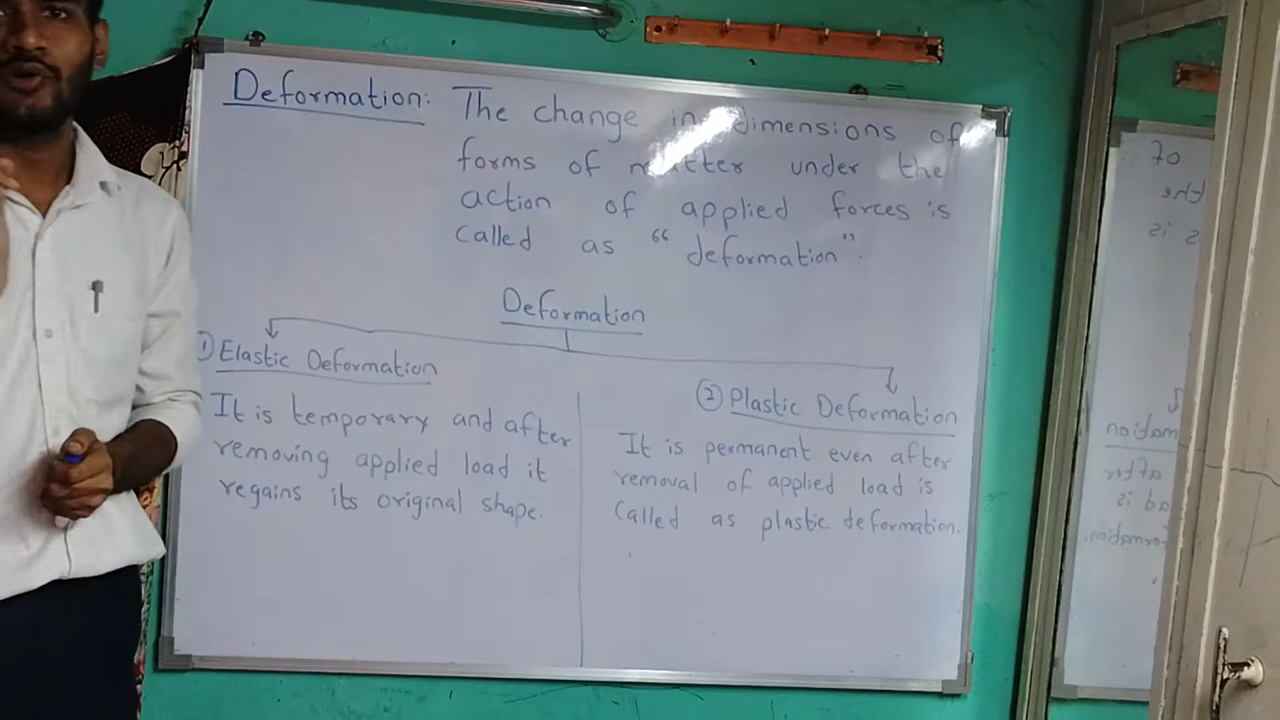 Deformation: The change in dimensions of
forms of matter under the
action of applied forces is
called as "deformation".
Deformation
① Elastic Deformation
It is temporary and after
removing applied load it
regains its original shape.
② Plastic Deformation
It is permanent even after
removal of applied load is
called as plastic deformation.